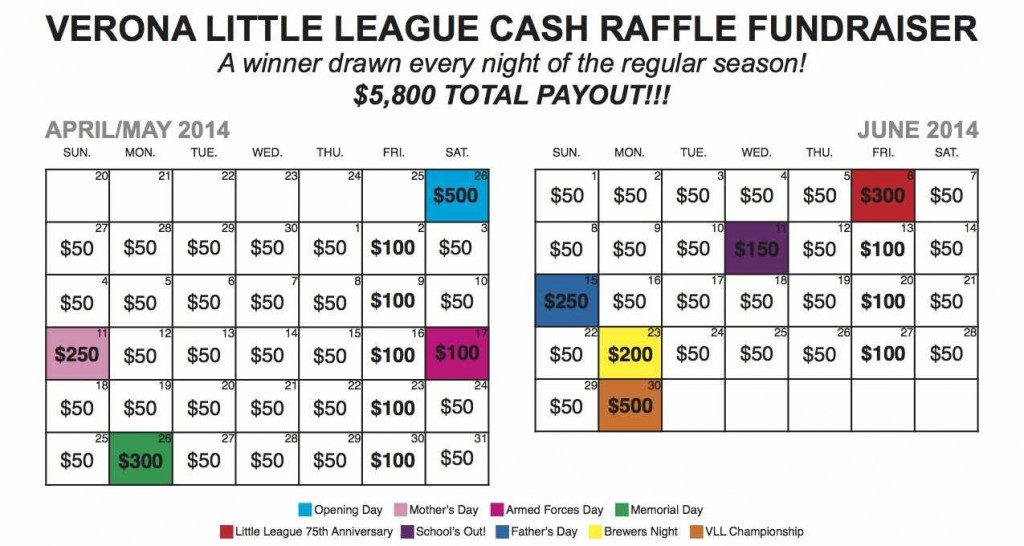 VERONA LITTLE LEAGUE CASH RAFFLE FUNDRAISER
A winner drawn every night of the regular season!
$5,800 TOTAL PAYOUT!!!
APRIL/MAY 2014
SUN. MON. TUE. WED. THU. FRI. SAT.
20 21 22 23 24 25 26
$500
27 28 29 30 1 2 3
$50 $50 $50 $50 $50 $100 $50
4 5 6 7 8 9 10
$50 $50 $50 $50 $50 $100 $50
11 12 13 14 15 16 17
$250 $50 $50 $50 $50 $100 $100
18 19 20 21 22 23 24
$50 $50 $50 $50 $50 $100 $50
25 26 27 28 29 30 31
$50 $300 $50 $50 $50 $100 $50
JUNE 2014
SUN. MON. TUE. WED. THU. FRI. SAT.
1 2 3 4 5 6 7
$50 $50 $50 $50 $50 $300 $50
8 9 10 11 12 13 14
$50 $50 $50 $150 $50 $100 $50
15 16 17 18 19 20 21
$250 $50 $50 $50 $50 $100 $50
22 23 24 25 26 27 28
$50 $200 $50 $50 $50 $100 $50
29 30
$50 $500
Opening Day Mother's Day Armed Forces Day Memorial Day
Little League 75th Anniversary School's Out! Father's Day Brewers Night VLL Championship